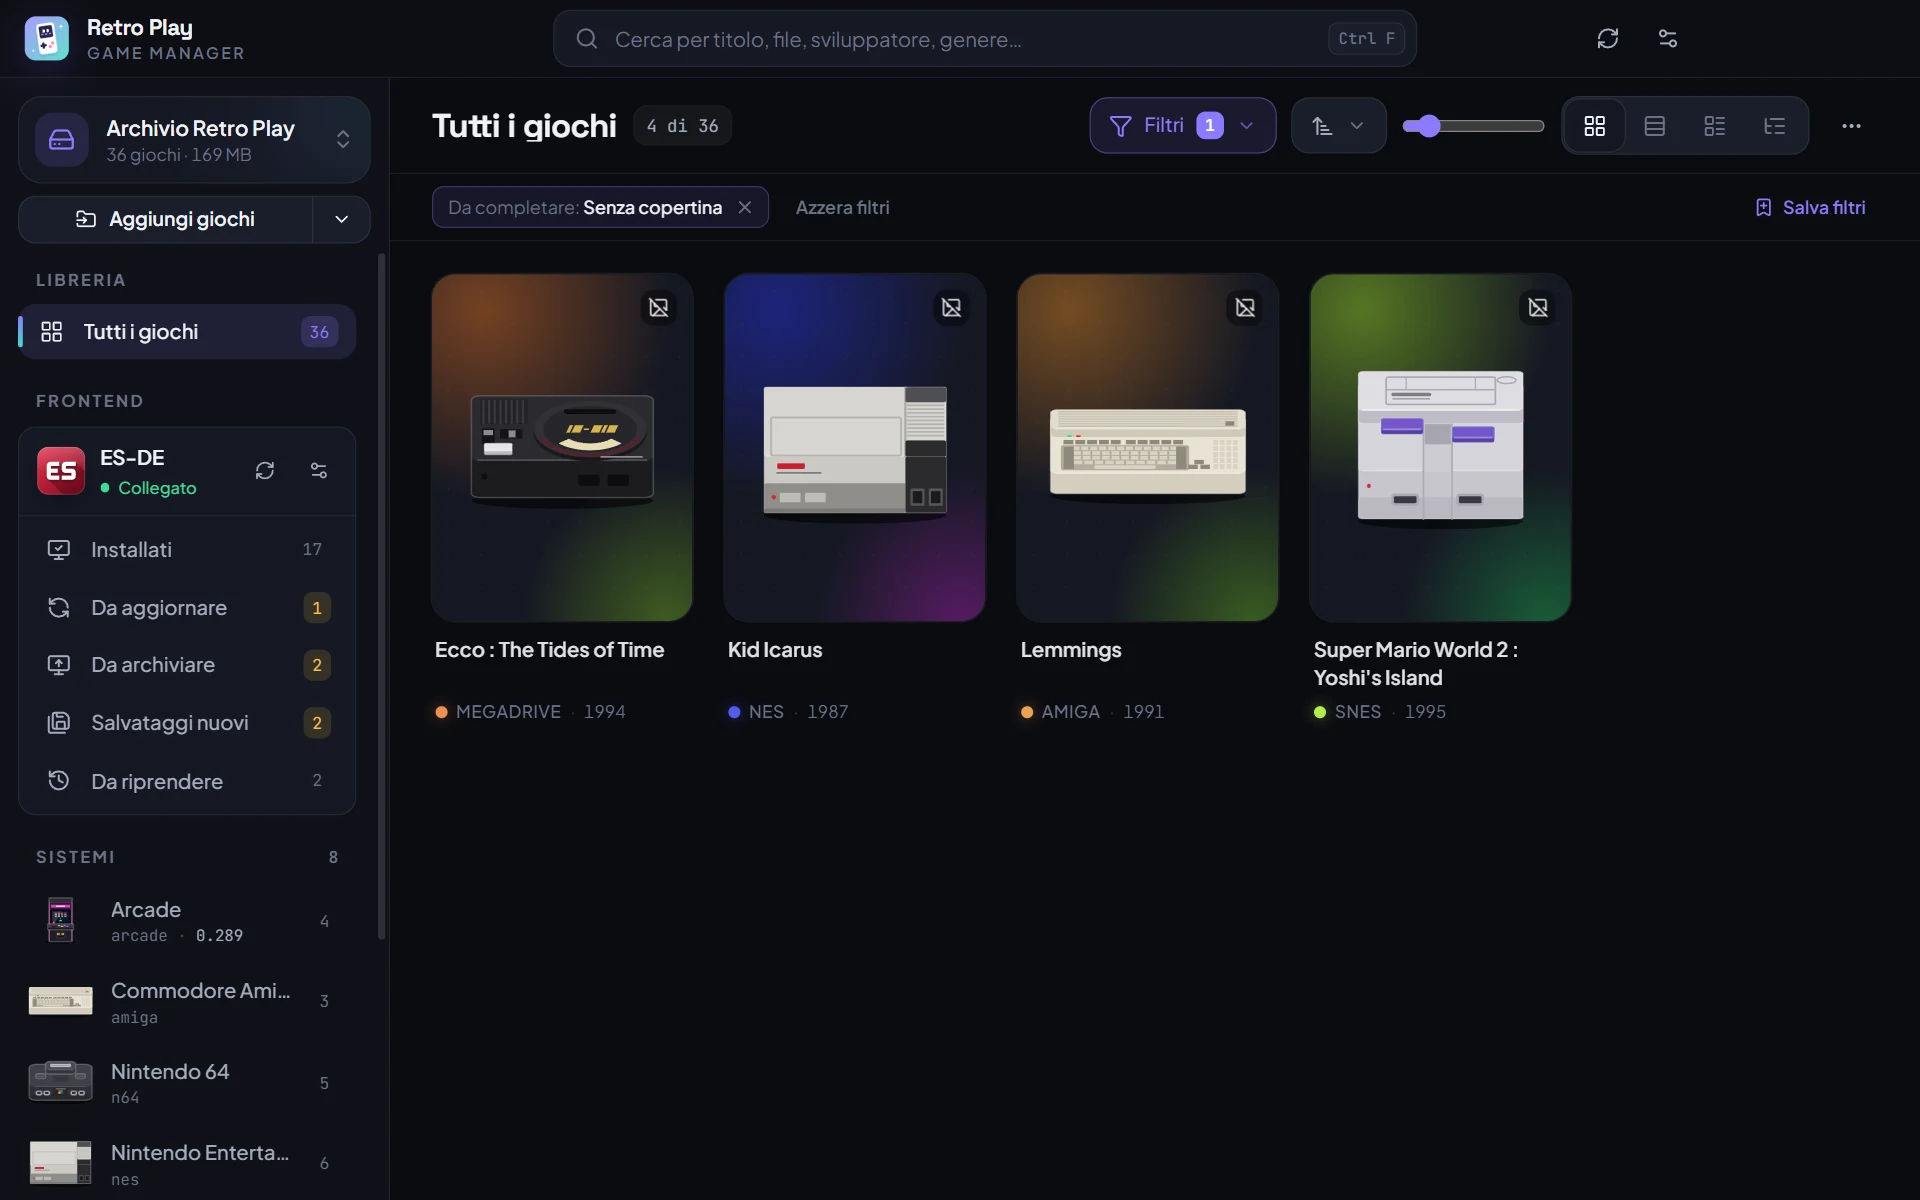 Retro Play
GAME MANAGER
Cerca per titolo, file, sviluppatore, genere...
Ctrl F
Archivio Retro Play
36 giochi · 169 MB
Aggiungi giochi
LIBRERIA
Tutti i giochi
36
FRONTEND
ES
ES-DE
Collegato
Installati
17
Da aggiornare
1
Da archiviare
2
Salvataggi nuovi
2
Da riprendere
2
SISTEMI
8
Arcade
4
arcade · 0.289
Commodore Ami...
3
amiga
Nintendo 64
5
n64
Nintendo Enterta...
6
nes
Tutti i giochi
4 di 36
Filtri
1
Da completare: Senza copertina
Azzera filtri
Salva filtri
Ecco : The Tides of Time
MEGADRIVE · 1994
Kid Icarus
NES · 1987
Lemmings
AMIGA · 1991
Super Mario World 2 :
Yoshi's Island
SNES · 1995